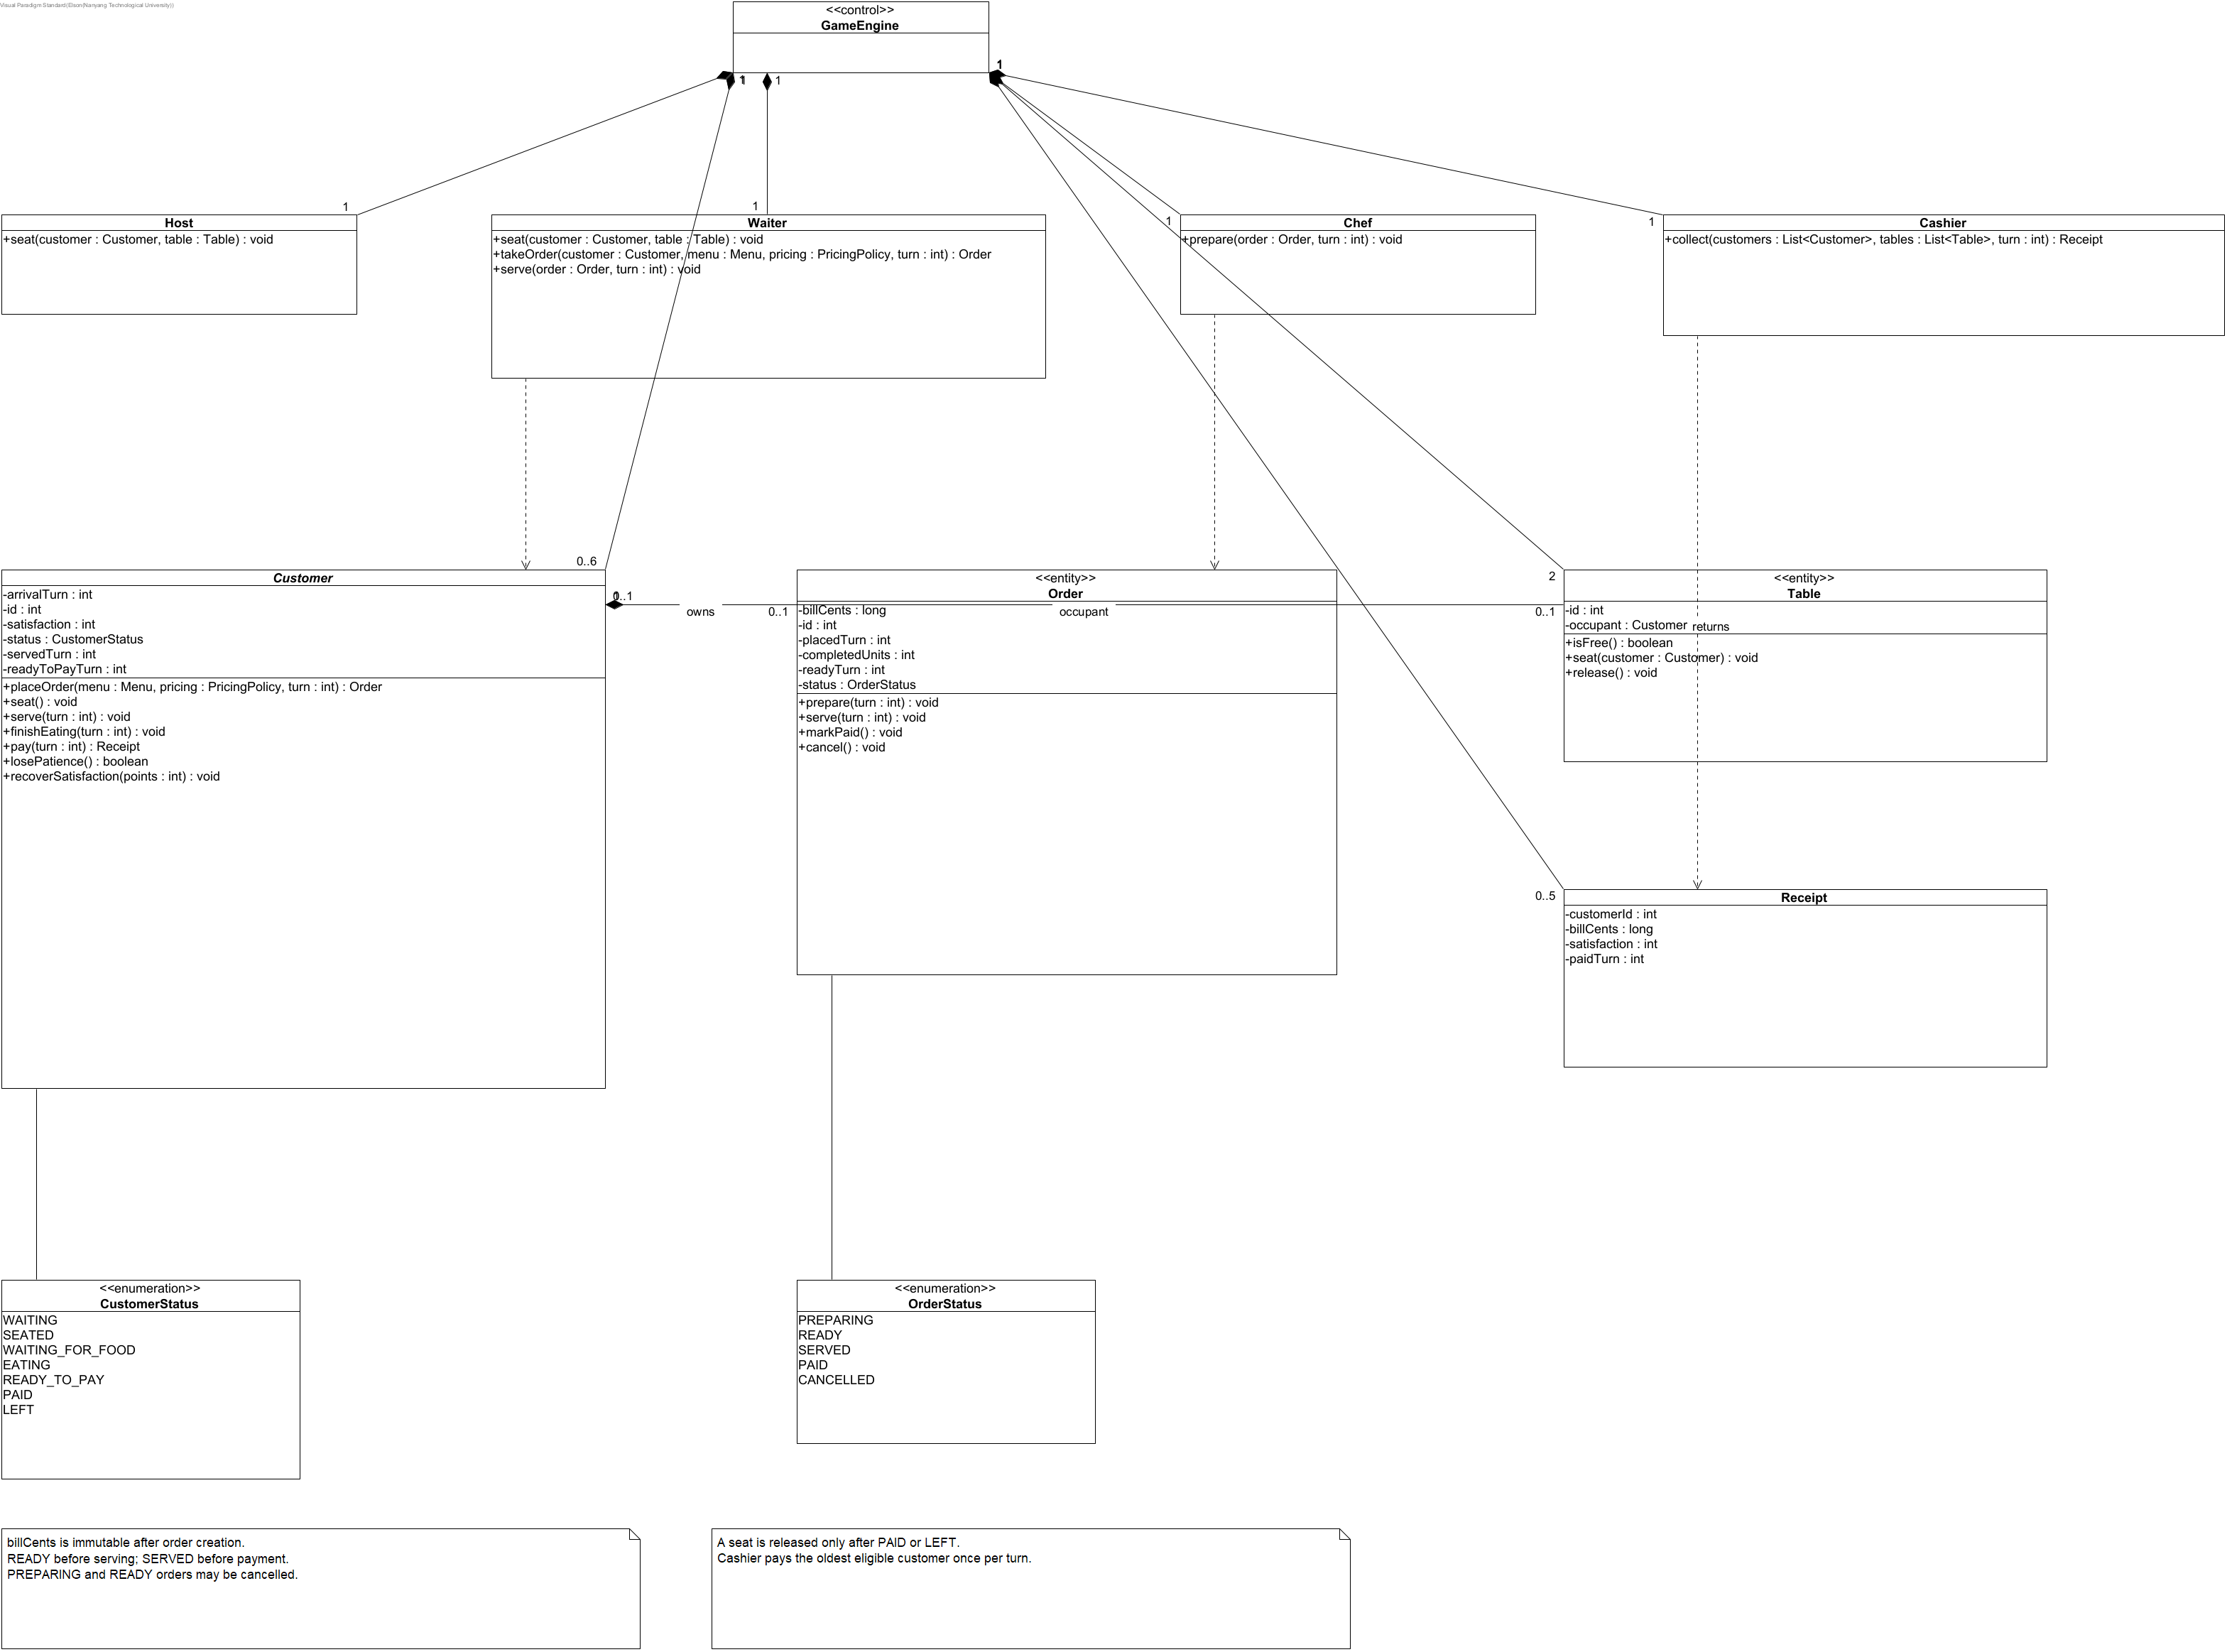 Visual Paradigm Standard(Elson(Nanyang Technological University))
<<control>>
GameEngine
1
1
1
1
1
1
1
1
Host
+seat(customer : Customer, table : Table) : void
Waiter
+seat(customer : Customer, table : Table) : void
+takeOrder(customer : Customer, menu : Menu, pricing : PricingPolicy, turn : int) : Order
+serve(order : Order, turn : int) : void
Chef
+prepare(order : Order, turn : int) : void
Cashier
+collect(customers : List<Customer>, tables : List<Table>, turn : int) : Receipt
0..6
2
Customer
-arrivalTurn : int
-id : int
-satisfaction : int
-status : CustomerStatus
-servedTurn : int
-readyToPayTurn : int
+placeOrder(menu : Menu, pricing : PricingPolicy, turn : int) : Order
+seat() : void
+serve(turn : int) : void
+finishEating(turn : int) : void
+pay(turn : int) : Receipt
+losePatience() : boolean
+recoverSatisfaction(points : int) : void
0..1
owns
0..1
occupant
0..1
<<entity>>
Order
-billCents : long
-id : int
-placedTurn : int
-completedUnits : int
-readyTurn : int
-status : OrderStatus
+prepare(turn : int) : void
+serve(turn : int) : void
+markPaid() : void
+cancel() : void
<<entity>>
Table
-id : int
-occupant : Customer
returns
+isFree() : boolean
+seat(customer : Customer) : void
+release() : void
0..5
Receipt
-customerId : int
-billCents : long
-satisfaction : int
-paidTurn : int
<<enumeration>>
CustomerStatus
WAITING
SEATED
WAITING_FOR_FOOD
EATING
READY_TO_PAY
PAID
LEFT
<<enumeration>>
OrderStatus
PREPARING
READY
SERVED
PAID
CANCELLED
billCents is immutable after order creation.
READY before serving; SERVED before payment.
PREPARING and READY orders may be cancelled.
A seat is released only after PAID or LEFT.
Cashier pays the oldest eligible customer once per turn.